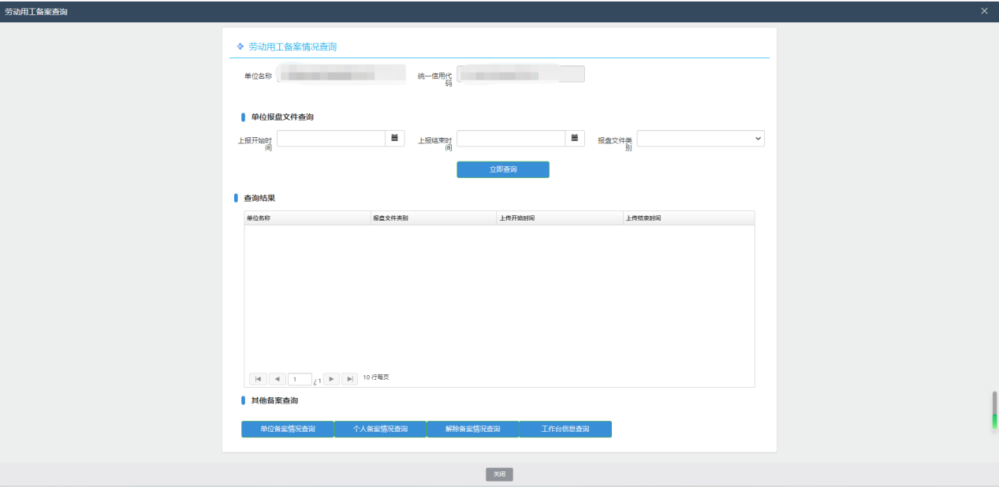 劳动用工备案查询
劳动用工备案情况查询
单位名称
统一信用代码
单位报盘文件查询
上报开始时间
上报结束时间
报盘文件类别
立即查询
查询结果
单位名称 报盘文件类别 上传开始时间 上传结束时间
1 / 1 10 行每页
其他备案查询
单位备案情况查询 个人备案情况查询 解除备案情况查询 工作台信息查询
关闭